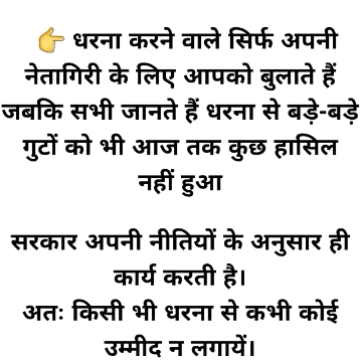 👉 धरना करने वाले सिर्फ अपनी
नेतागिरी के लिए आपको बुलाते हैं
जबकि सभी जानते हैं धरना से बड़े-बड़े
गुटों को भी आज तक कुछ हासिल
नहीं हुआ
सरकार अपनी नीतियों के अनुसार ही
कार्य करती है।
अतः किसी भी धरना से कभी कोई
उम्मीद न लगायें।